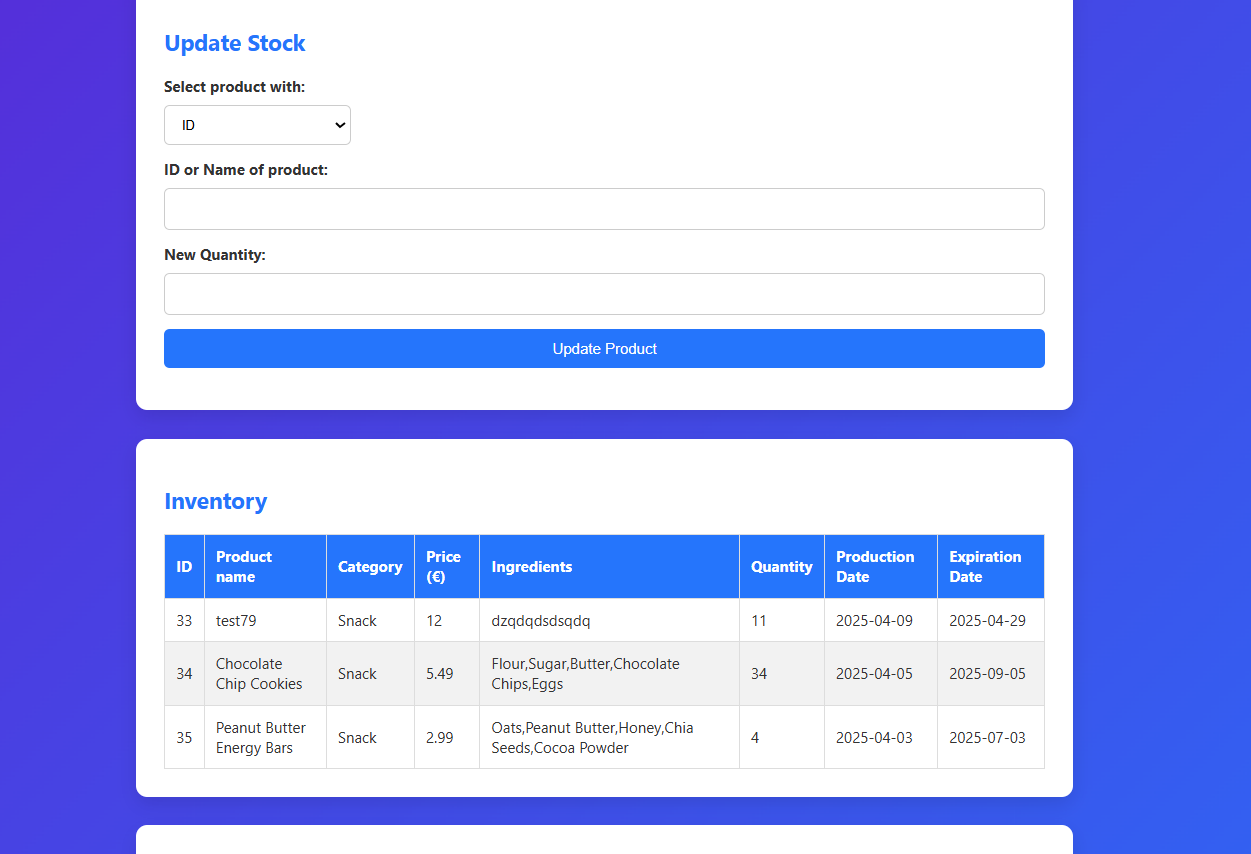 Update Stock
Select product with:
ID
ID or Name of product:
New Quantity:
Update Product
Inventory
ID Product name Category Price (€) Ingredients Quantity Production Date Expiration Date
33 test79 Snack 12 dzqdqdsdsqdq 11 2025-04-09 2025-04-29
34 Chocolate Chip Cookies Snack 5.49 Flour,Sugar,Butter,Chocolate Chips,Eggs 34 2025-04-05 2025-09-05
35 Peanut Butter Energy Bars Snack 2.99 Oats,Peanut Butter,Honey,Chia Seeds,Cocoa Powder 4 2025-04-03 2025-07-03